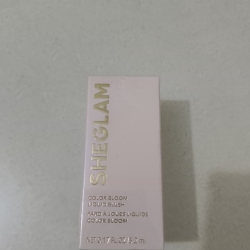 SHEGLAM
COLOR BLOOM
LIQUID BLUSH
FARD À JOUES LIQUIDE
COLOR BLOOM